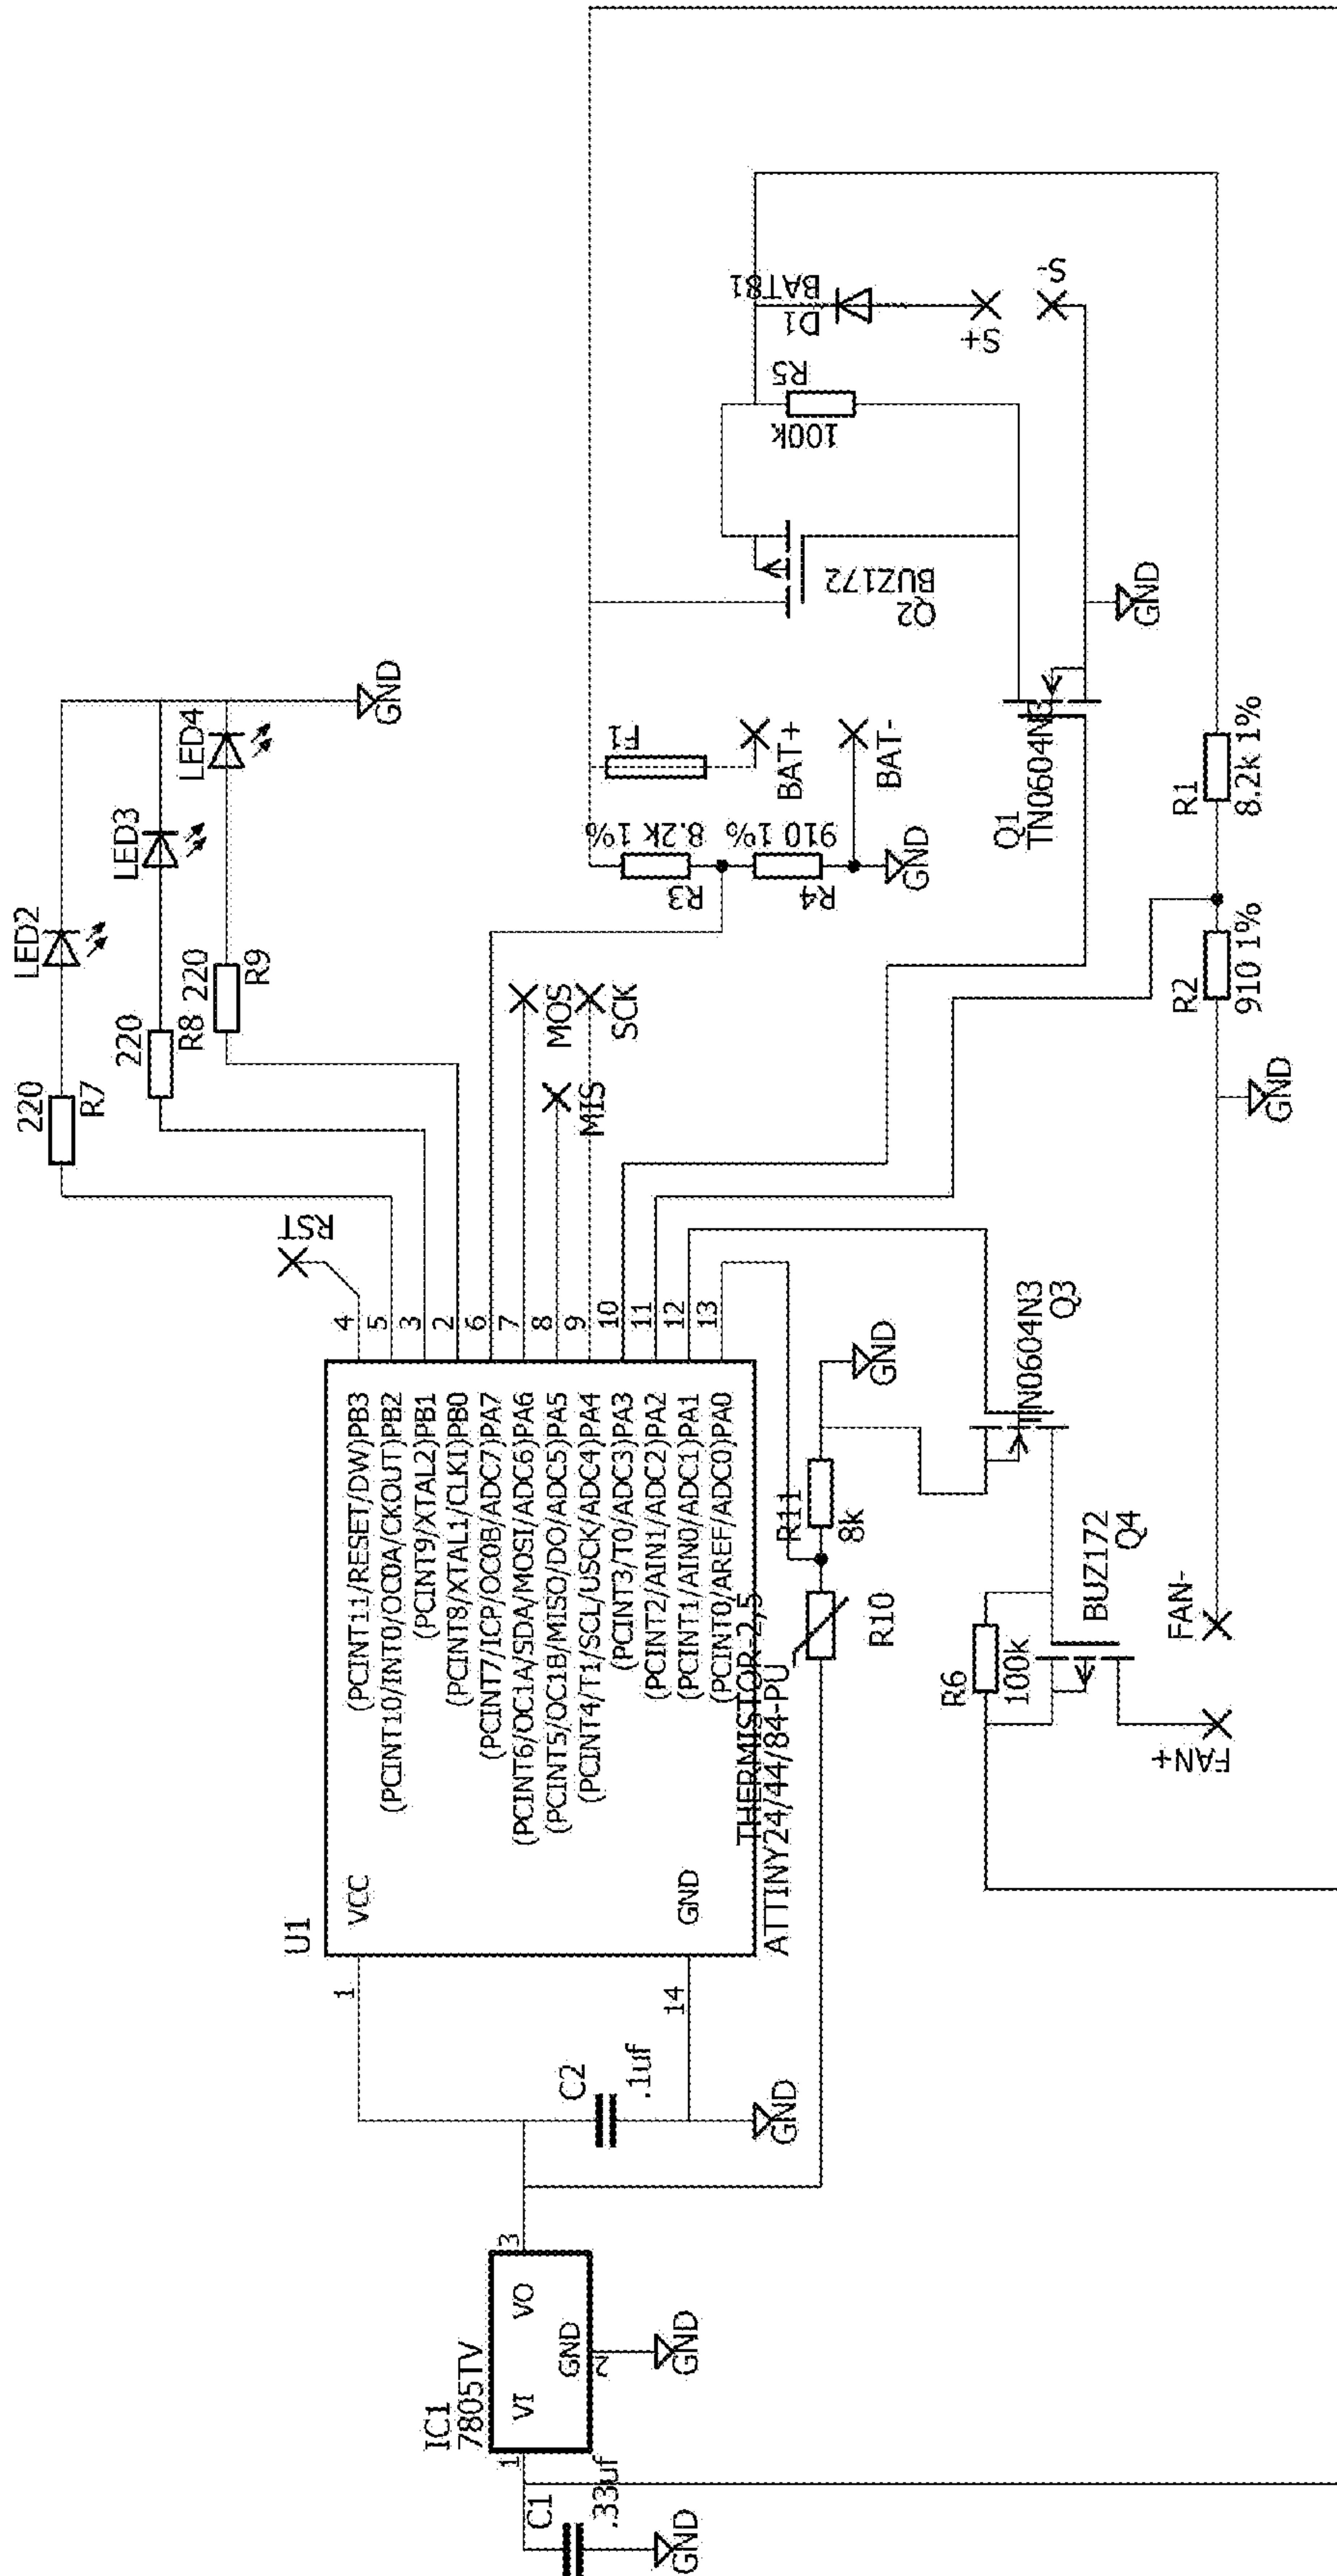 LED2
220
R7
LED3
220
R8
LED4
220
R9
GND
RST
MOS
SCK
MIS
F1
BAT+
BAT-
8.2k 1%
R3
910 1%
R4
GND
D1
BAT81
S+
S-
R5
100k
BUZ172
Q2
GND
Q1
TN0604N3
R1
8.2k 1%
R2
910 1%
GND
U1
VCC
GND
(PCINT11/RESET/DW)PB3
(PCINT10/INT0/OC0A/CKOUT)PB2
(PCINT9/XTAL2)PB1
(PCINT8/XTAL1/CLKI)PB0
(PCINT7/ICP/OC0B/ADC7)PA7
(PCINT6/OC1A/SDA/MOSI/ADC6)PA6
(PCINT5/OC1B/MISO/DO/ADC5)PA5
(PCINT4/T1/SCL/USCK/ADC4)PA4
(PCINT3/T0/ADC3)PA3
(PCINT2/AIN1/ADC2)PA2
(PCINT1/AIN0/ADC1)PA1
(PCINT0/AREF/ADC0)PA0
4
5
3
2
6
7
8
9
10
11
12
13
1
14
ATTINY24/44/84-PU
THERMISTOR-2,5
R10
R11
8k
GND
TN0604N3
Q3
BUZ172
Q4
R6
100k
FAN-
FAN+
C2
.1uf
GND
IC1
7805TV
VI
VO
GND
1
3
2
GND
C1
.33uf
GND